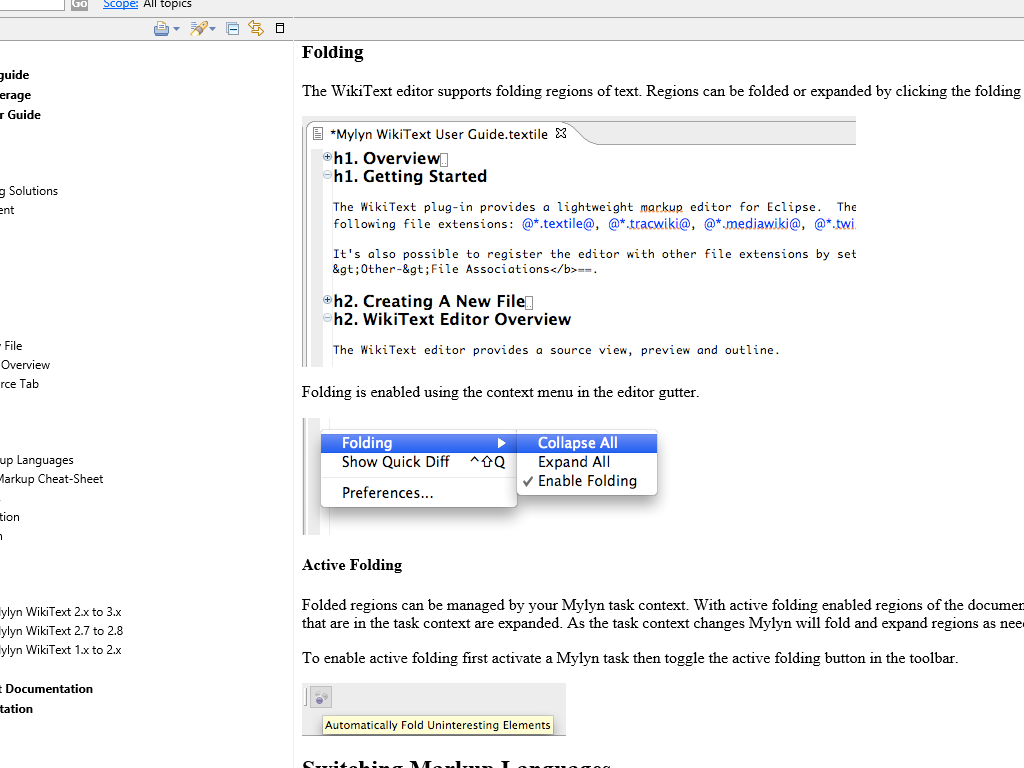 Go Scope: All topics
guide
erage
r Guide
g Solutions
ent
File
Overview
rce Tab
up Languages
Markup Cheat-Sheet
tion
n
lylyn WikiText 2.x to 3.x
lylyn WikiText 2.7 to 2.8
lylyn WikiText 1.x to 2.x
t Documentation
tation
Folding
The WikiText editor supports folding regions of text. Regions can be folded or expanded by clicking the folding
*Mylyn WikiText User Guide.textile
h1. Overview
h1. Getting Started
The WikiText plug-in provides a lightweight markup editor for Eclipse. The
following file extensions: @*.textile@, @*.tracwiki@, @*.mediawiki@, @*.twi
It's also possible to register the editor with other file extensions by set
&gt;Other-&gt;File Associations</b>==.
h2. Creating A New File
h2. WikiText Editor Overview
The WikiText editor provides a source view, preview and outline.
Folding is enabled using the context menu in the editor gutter.
Folding
Show Quick Diff ^⇧Q
Preferences...
Collapse All
Expand All
✓ Enable Folding
Active Folding
Folded regions can be managed by your Mylyn task context. With active folding enabled regions of the documen
that are in the task context are expanded. As the task context changes Mylyn will fold and expand regions as nee
To enable active folding first activate a Mylyn task then toggle the active folding button in the toolbar.
Automatically Fold Uninteresting Elements
Switching Markup Languages